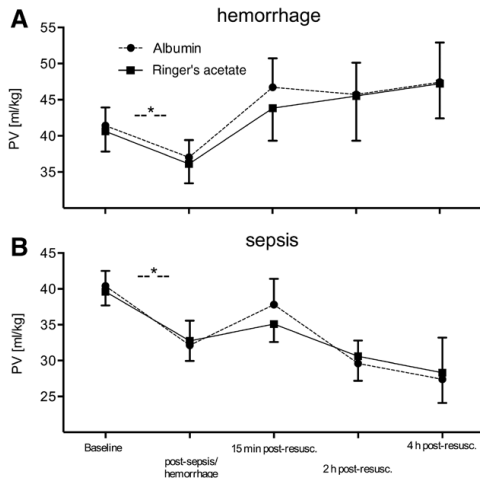 A
hemorrhage
55
50
45
40
35
PV [ml/kg]
Albumin
Ringer's acetate
--*--
B
sepsis
45
40
35
30
25
PV [ml/kg]
--*--
Baseline
post-sepsis/
hemorrhage
15 min post-resusc.
2 h post-resusc.
4 h post-resusc.